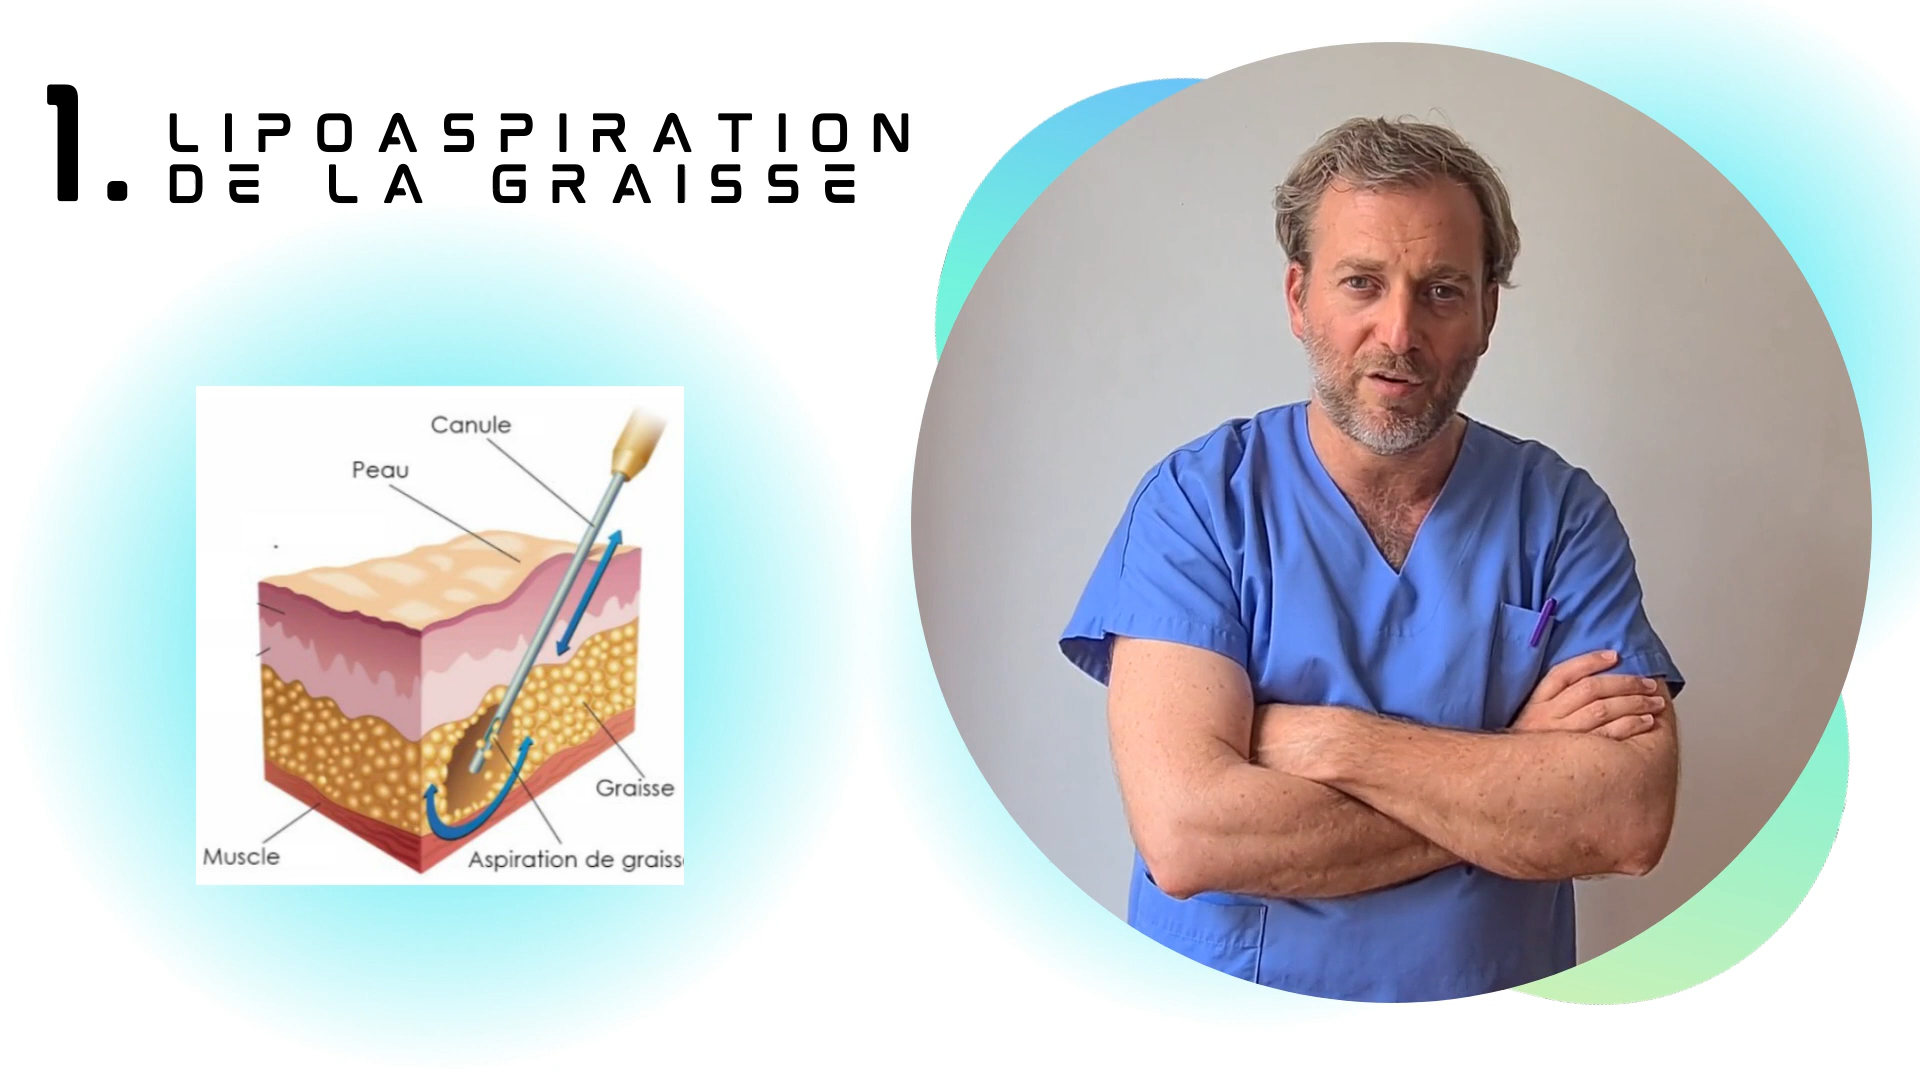 1. LIPOASPIRATION
DE LA GRAISSE
Canule
Peau
Graisse
Muscle
Aspiration de graiss